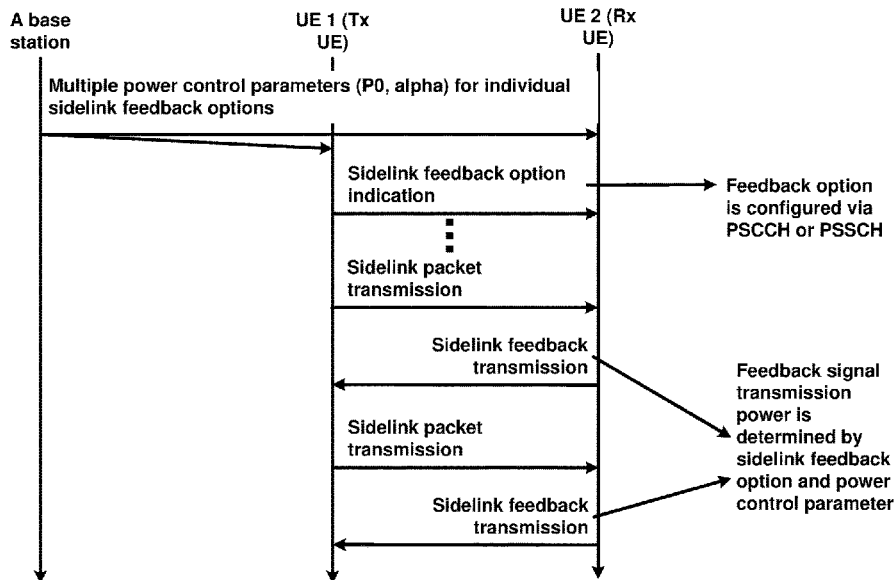 A base
station
UE 1 (Tx
UE)
UE 2 (Rx
UE)
Multiple power control parameters (P0, alpha) for individual
sidelink feedback options
Sidelink feedback option
indication
Feedback option
is configured via
PSCCH or PSSCH
Sidelink packet
transmission
Sidelink feedback
transmission
Feedback signal
transmission
power is
determined by
sidelink feedback
option and power
control parameter
Sidelink packet
transmission
Sidelink feedback
transmission